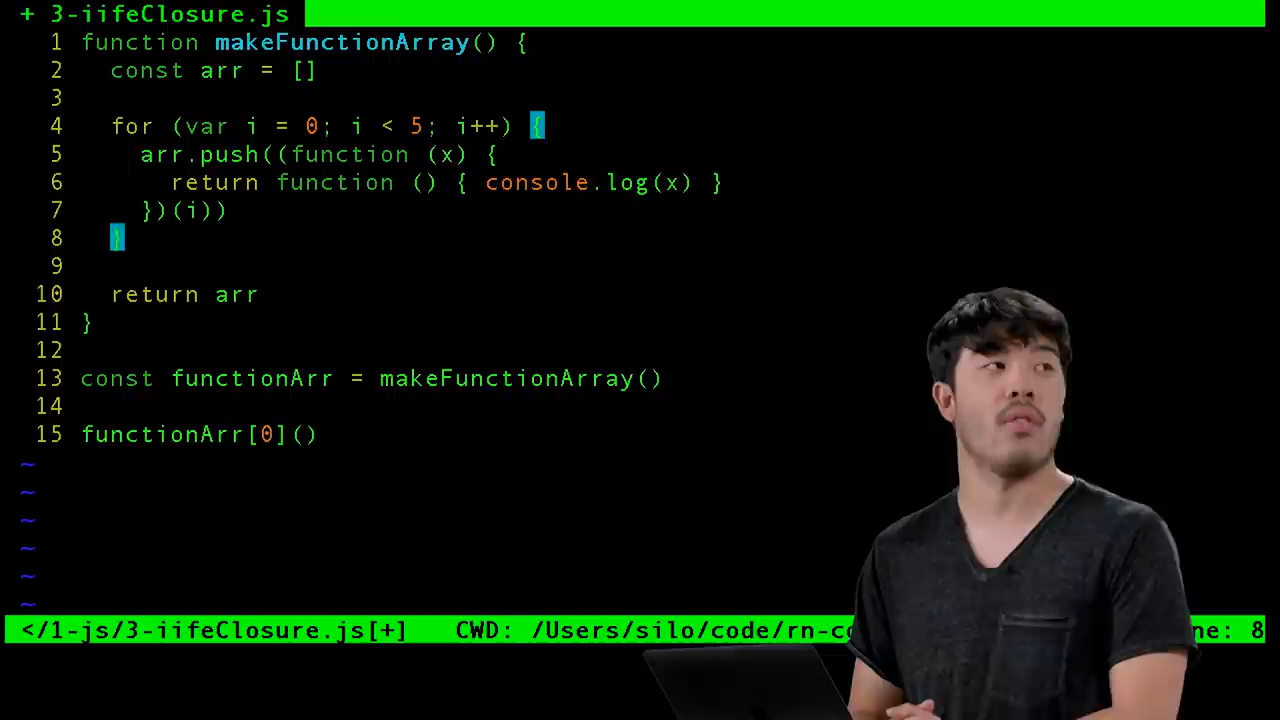 + 3-iifeClosure.js
1 function makeFunctionArray() {
2   const arr = []
3
4   for (var i = 0; i < 5; i++) {
5     arr.push((function (x) {
6       return function () { console.log(x) }
7     })(i))
8   }
9
10   return arr
11 }
12
13 const functionArr = makeFunctionArray()
14
15 functionArr[0]()
~
~
~
~
~
~
</1-js/3-iifeClosure.js[+] CWD: /Users/silo/code/rn-co ne: 8